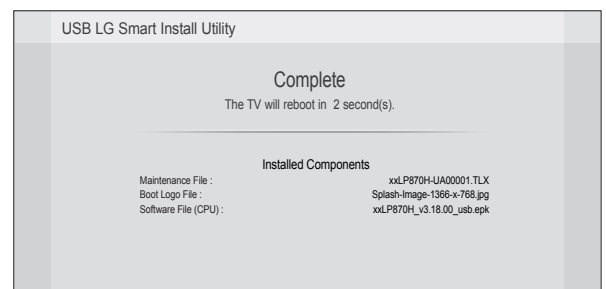 USB LG Smart Install Utility
Complete
The TV will reboot in 2 second(s).
Installed Components
Maintenance File : xxLP870H-UA00001.TLX
Boot Logo File : Splash-Image-1366-x-768.jpg
Software File (CPU) : xxLP870H_v3.18.00_usb.epk